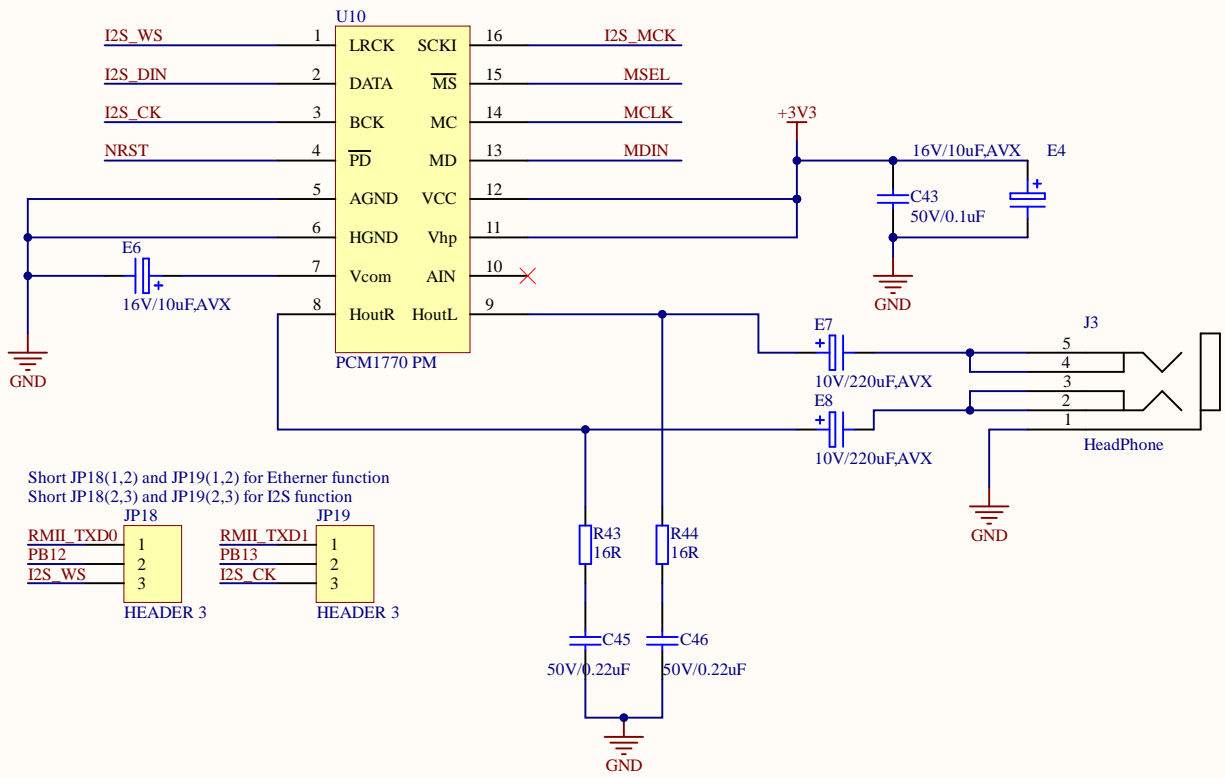 U10
I2S_WS
1
LRCK
SCKI
16
I2S_MCK
I2S_DIN
2
DATA
MS
15
MSEL
I2S_CK
3
BCK
MC
14
MCLK
NRST
4
PD
MD
13
MDIN
5
AGND
VCC
12
6
HGND
Vhp
11
7
Vcom
AIN
10
8
HoutR
HoutL
9
PCM1770 PM
E6
16V/10uF,AVX
GND
+3V3
16V/10uF,AVX
E4
C43
50V/0.1uF
GND
E7
10V/220uF,AVX
E8
10V/220uF,AVX
J3
5
4
3
2
1
HeadPhone
GND
Short JP18(1,2) and JP19(1,2) for Etherner function
Short JP18(2,3) and JP19(2,3) for I2S function
JP18
RMII_TXD0
1
PB12
2
I2S_WS
3
HEADER 3
JP19
RMII_TXD1
1
PB13
2
I2S_CK
3
HEADER 3
R43
16R
R44
16R
C45
50V/0.22uF
C46
50V/0.22uF
GND